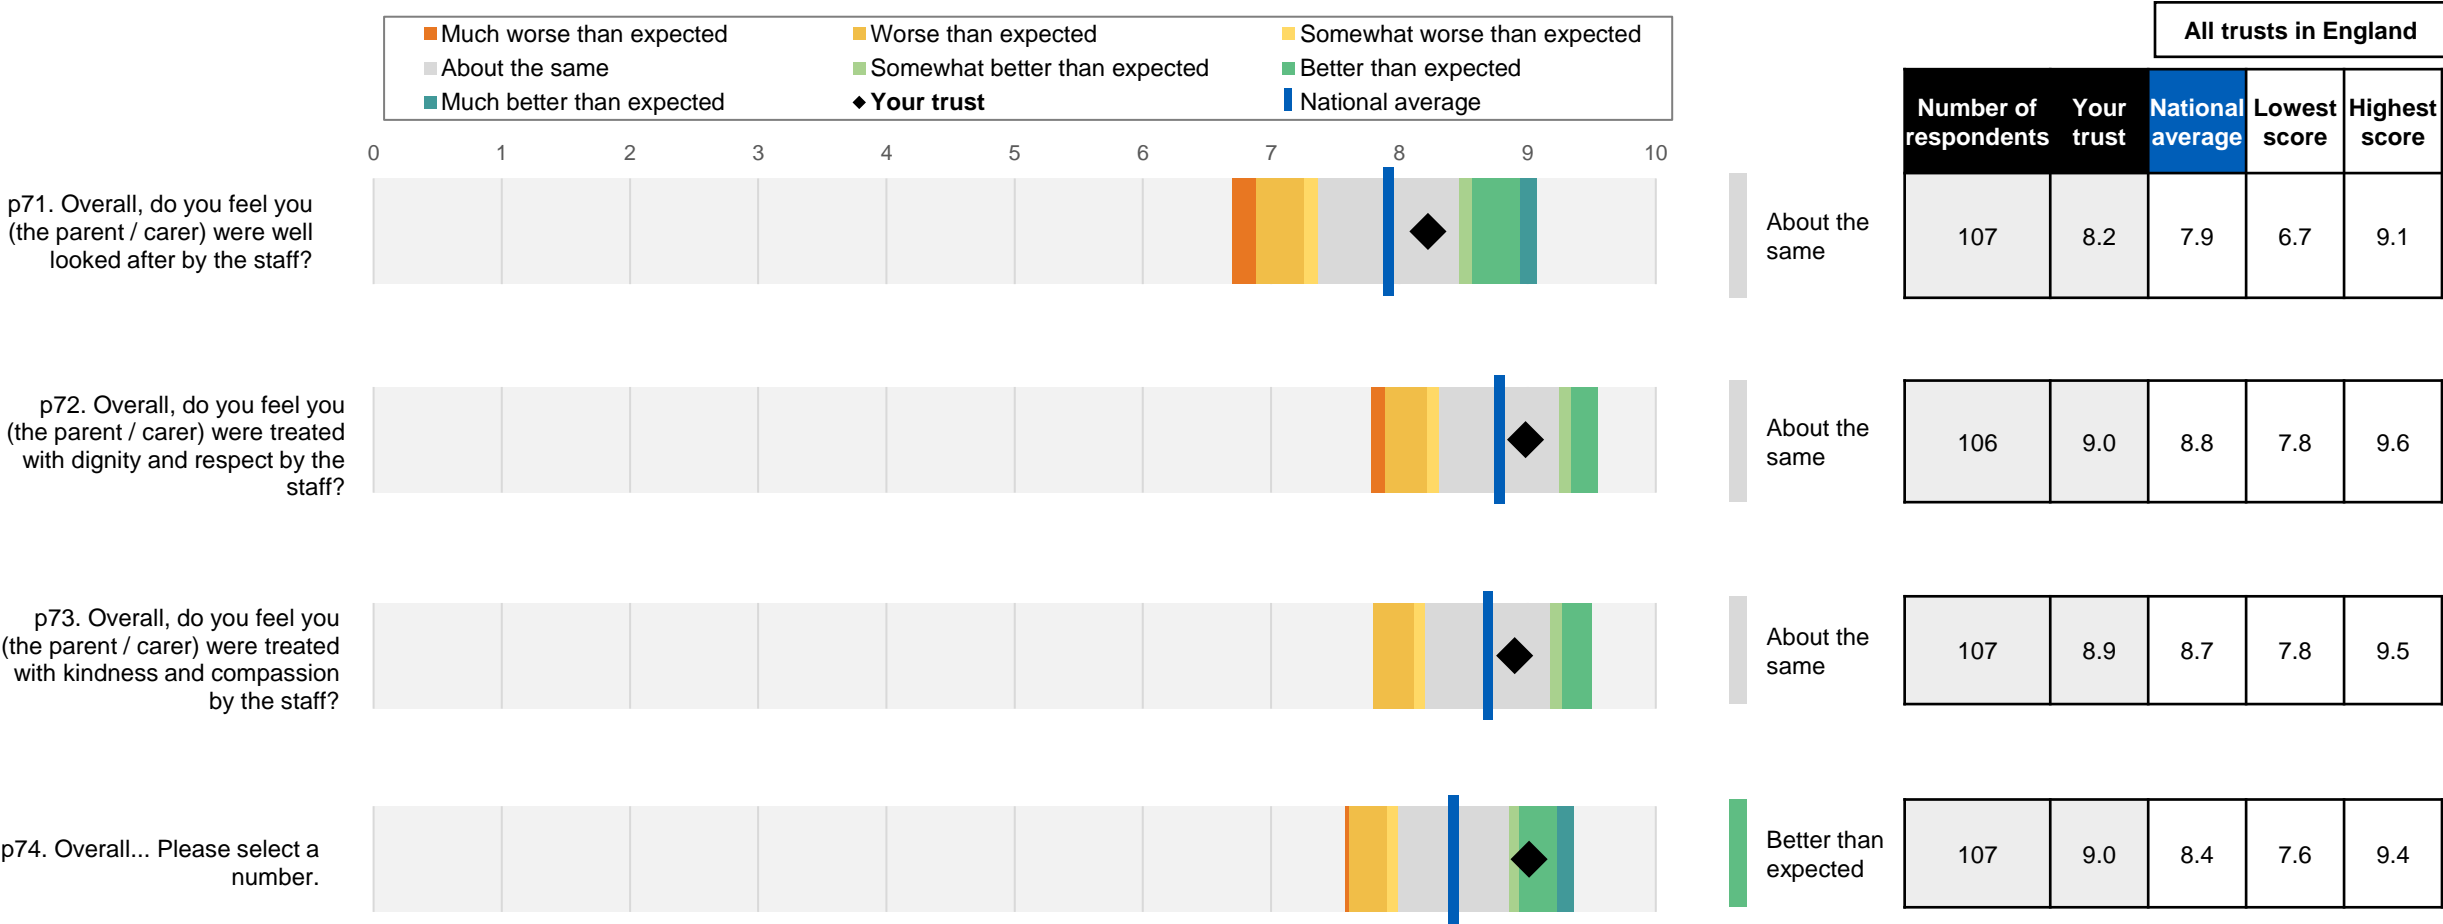 All trusts in England
Much worse than expected
Worse than expected
Somewhat worse than expected
About the same
Somewhat better than expected
Better than expected
Much better than expected
Your trust
National average
Number of
respondents
Your
trust
National
average
Lowest
score
Highest
score
0 1 2 3 4 5 6 7 8 9 10
p71. Overall, do you feel you
(the parent / carer) were well
looked after by the staff?
About the
same
107 8.2 7.9 6.7 9.1
p72. Overall, do you feel you
(the parent / carer) were treated
with dignity and respect by the
staff?
About the
same
106 9.0 8.8 7.8 9.6
p73. Overall, do you feel you
(the parent / carer) were treated
with kindness and compassion
by the staff?
About the
same
107 8.9 8.7 7.8 9.5
p74. Overall... Please select a
number.
Better than
expected
107 9.0 8.4 7.6 9.4